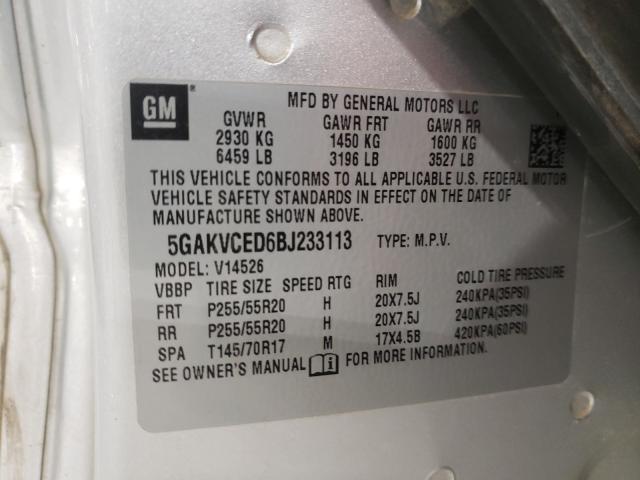 GM
MFD BY GENERAL MOTORS LLC
GVWR GAWR FRT GAWR RR
2930 KG 1450 KG 1600 KG
6459 LB 3196 LB 3527 LB
THIS VEHICLE CONFORMS TO ALL APPLICABLE U.S. FEDERAL MOTOR
VEHICLE SAFETY STANDARDS IN EFFECT ON THE DATE OF
MANUFACTURE SHOWN ABOVE.
5GAKVCED6BJ233113 TYPE: M.P.V.
MODEL: V14526
VBBP TIRE SIZE SPEED RTG RIM COLD TIRE PRESSURE
FRT P255/55R20 H 20X7.5J 240KPA(35PSI)
RR P255/55R20 H 20X7.5J 240KPA(35PSI)
SPA T145/70R17 M 17X4.5B 420KPA(60PSI)
SEE OWNER'S MANUAL i FOR MORE INFORMATION.